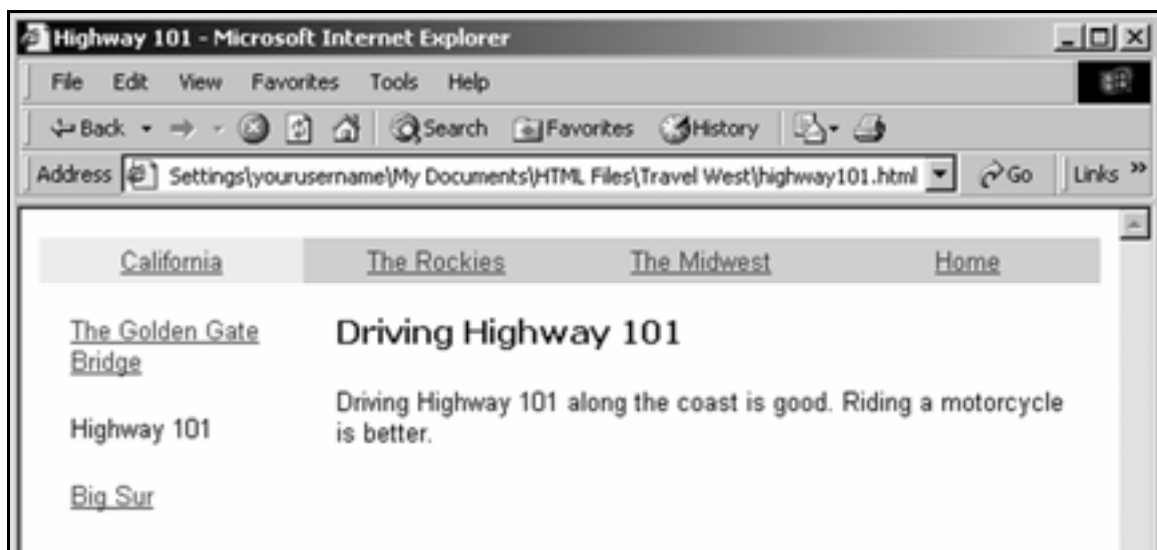 Highway 101 - Microsoft Internet Explorer
File Edit View Favorites Tools Help
Back Search Favorites History
Address Settings\yourusername\My Documents\HTML Files\Travel West\highway101.html Go Links »
California The Rockies The Midwest Home
The Golden Gate
Bridge
Driving Highway 101
Driving Highway 101 along the coast is good. Riding a motorcycle
is better.
Highway 101
Big Sur